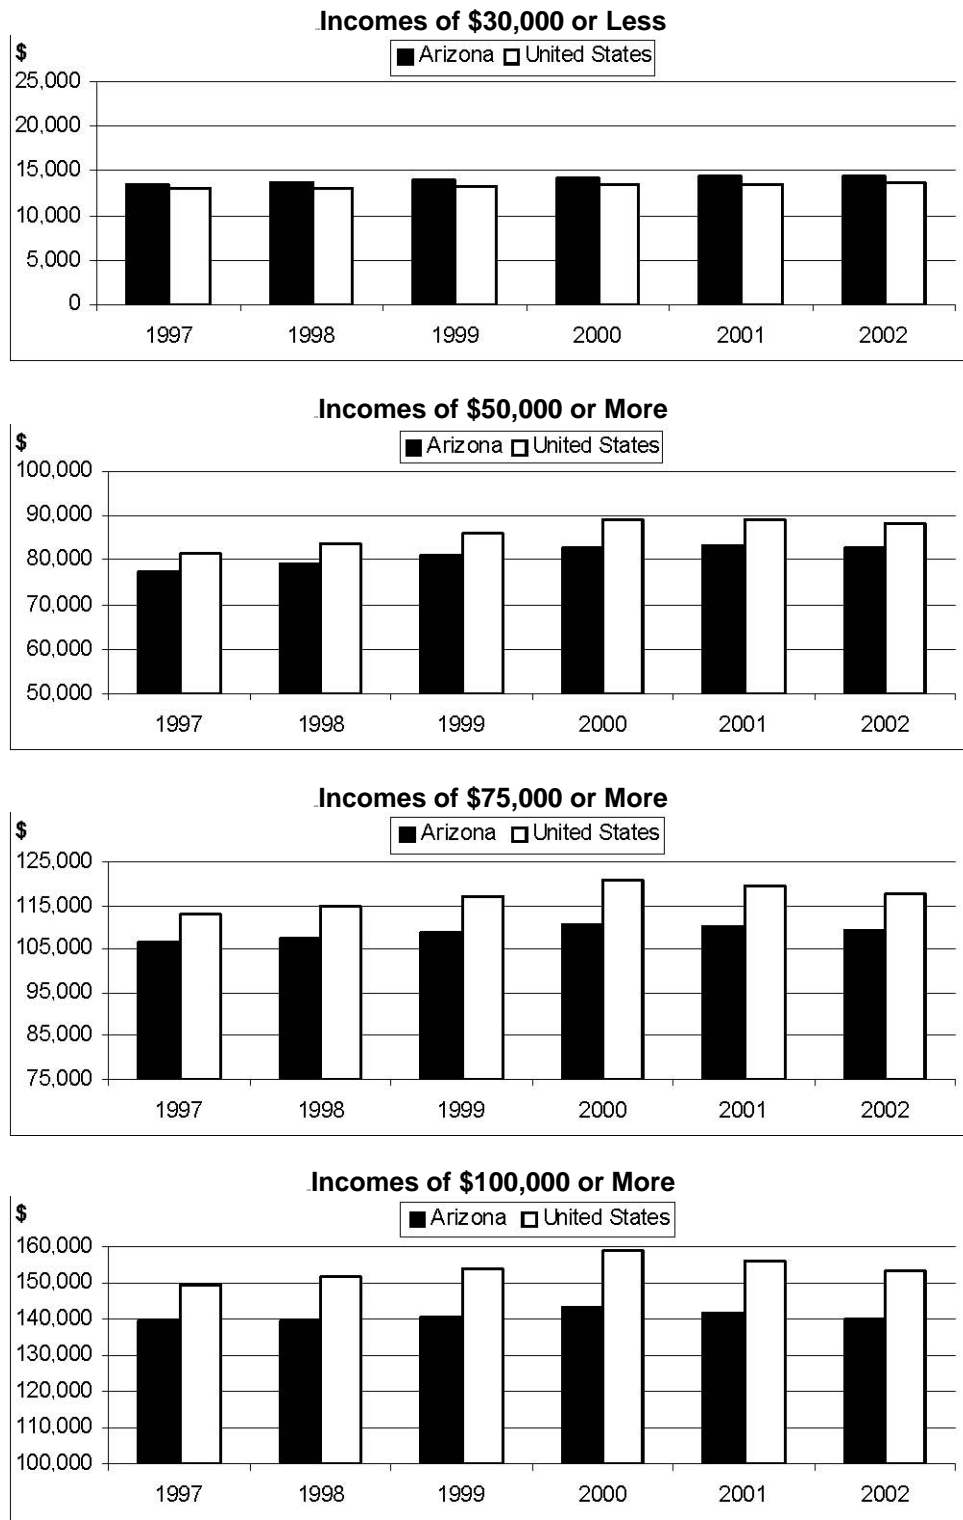 Incomes of $30,000 or Less
$
Arizona United States
25,000
20,000
15,000
10,000
5,000
0
1997 1998 1999 2000 2001 2002
Incomes of $50,000 or More
$
Arizona United States
100,000
90,000
80,000
70,000
60,000
50,000
1997 1998 1999 2000 2001 2002
Incomes of $75,000 or More
$
Arizona United States
125,000
115,000
105,000
95,000
85,000
75,000
1997 1998 1999 2000 2001 2002
Incomes of $100,000 or More
$
Arizona United States
160,000
150,000
140,000
130,000
120,000
110,000
100,000
1997 1998 1999 2000 2001 2002